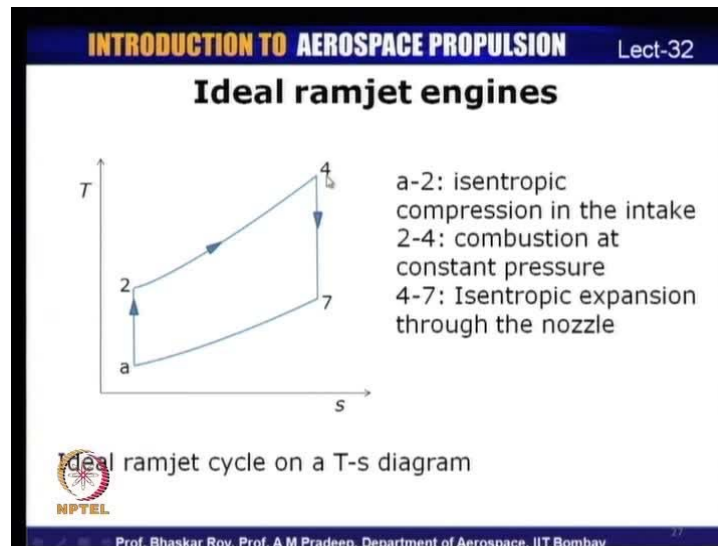 INTRODUCTION TO AEROSPACE PROPULSION Lect-32
Ideal ramjet engines
T
4
2
7
a
s
a-2: isentropic
compression in the intake
2-4: combustion at
constant pressure
4-7: Isentropic expansion
through the nozzle
Ideal ramjet cycle on a T-s diagram
NPTEL
Prof. Bhaskar Roy, Prof. A M Pradeep, Department of Aerospace, IIT Bombay
27